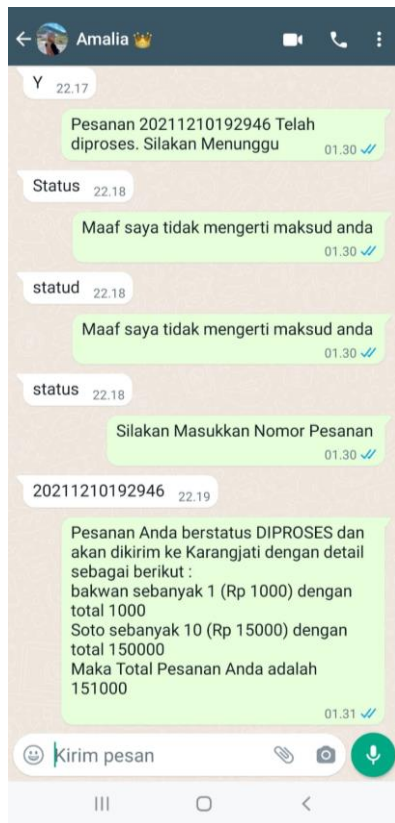 Amalia
Y 22.17
Pesanan 20211210192946 Telah
diproses. Silakan Menunggu 01.30
Status 22.18
Maaf saya tidak mengerti maksud anda
01.30
statud 22.18
Maaf saya tidak mengerti maksud anda
01.30
status 22.18
Silakan Masukkan Nomor Pesanan
01.30
20211210192946 22.19
Pesanan Anda berstatus DIPROSES dan
akan dikirim ke Karangjati dengan detail
sebagai berikut :
bakwan sebanyak 1 (Rp 1000) dengan
total 1000
Soto sebanyak 10 (Rp 15000) dengan
total 150000
Maka Total Pesanan Anda adalah
151000
01.31
Kirim pesan